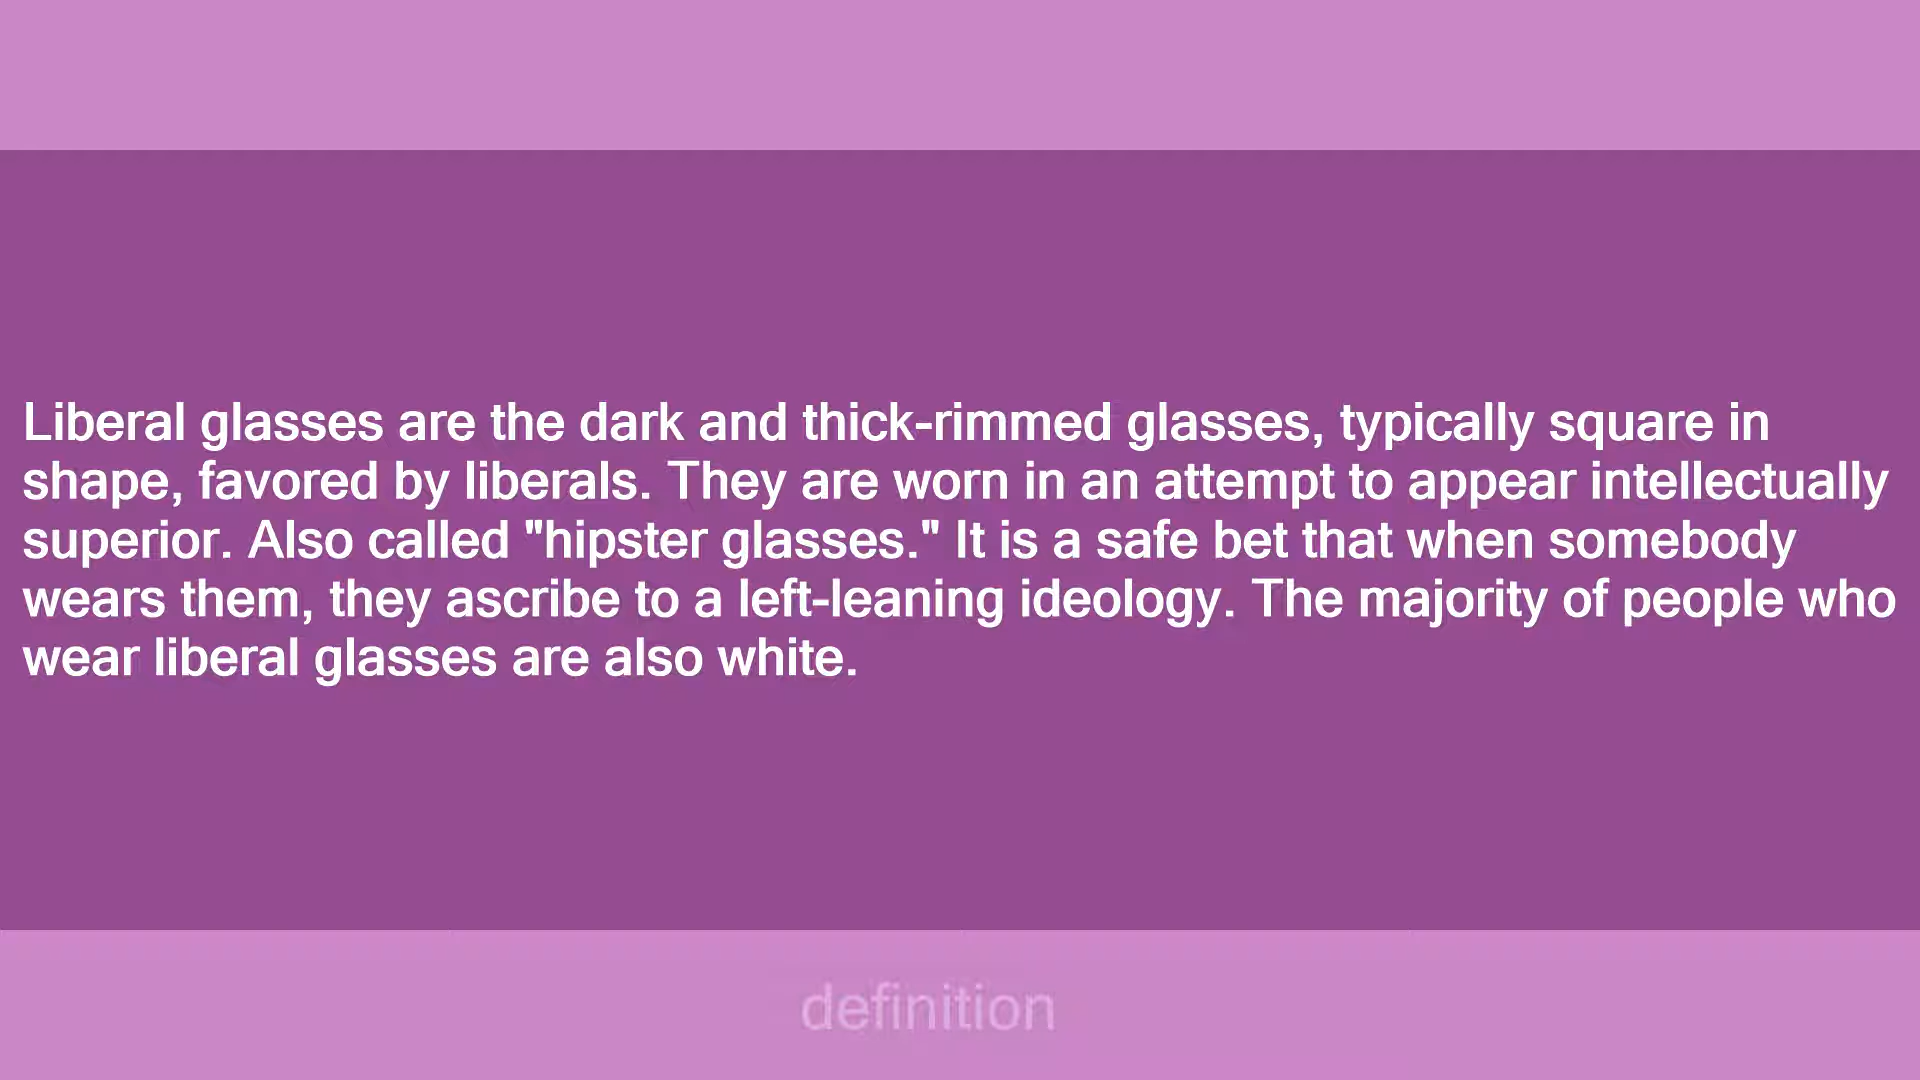 Liberal glasses are the dark and thick-rimmed glasses, typically square in
shape, favored by liberals. They are worn in an attempt to appear intellectually
superior. Also called "hipster glasses." It is a safe bet that when somebody
wears them, they ascribe to a left-leaning ideology. The majority of people who
wear liberal glasses are also white.
definition